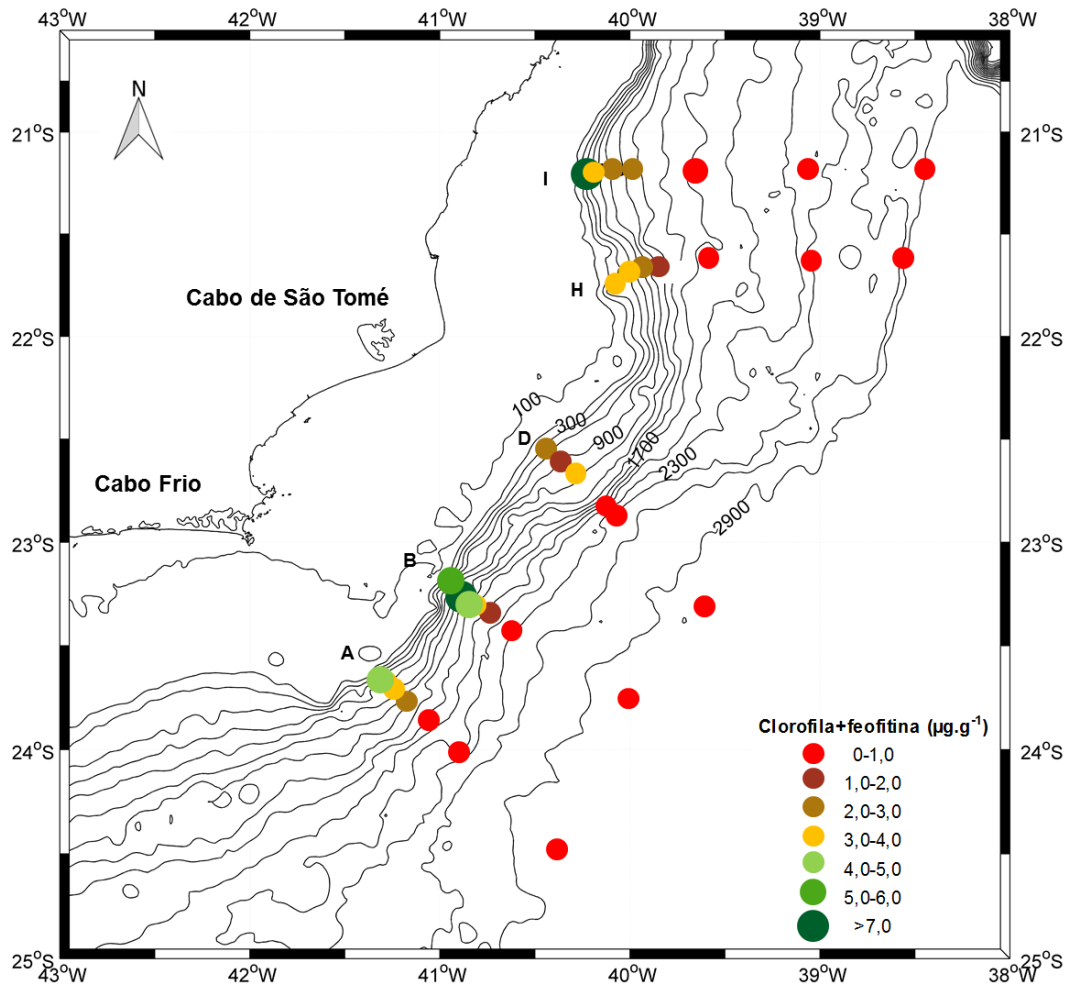 43°W 42°W 41°W 40°W 39°W 38°W
N
21°S 21°S
I
H
Cabo de São Tomé
22°S 22°S
100
300
D
900
1700
2300
Cabo Frio
2900
23°S 23°S
B
A
Clorofila+feofitina (µg.g⁻¹)
0-1,0
24°S 24°S
1,0-2,0
2,0-3,0
3,0-4,0
4,0-5,0
5,0-6,0
>7,0
25°S 25°S
43°W 42°W 41°W 40°W 39°W 38°W